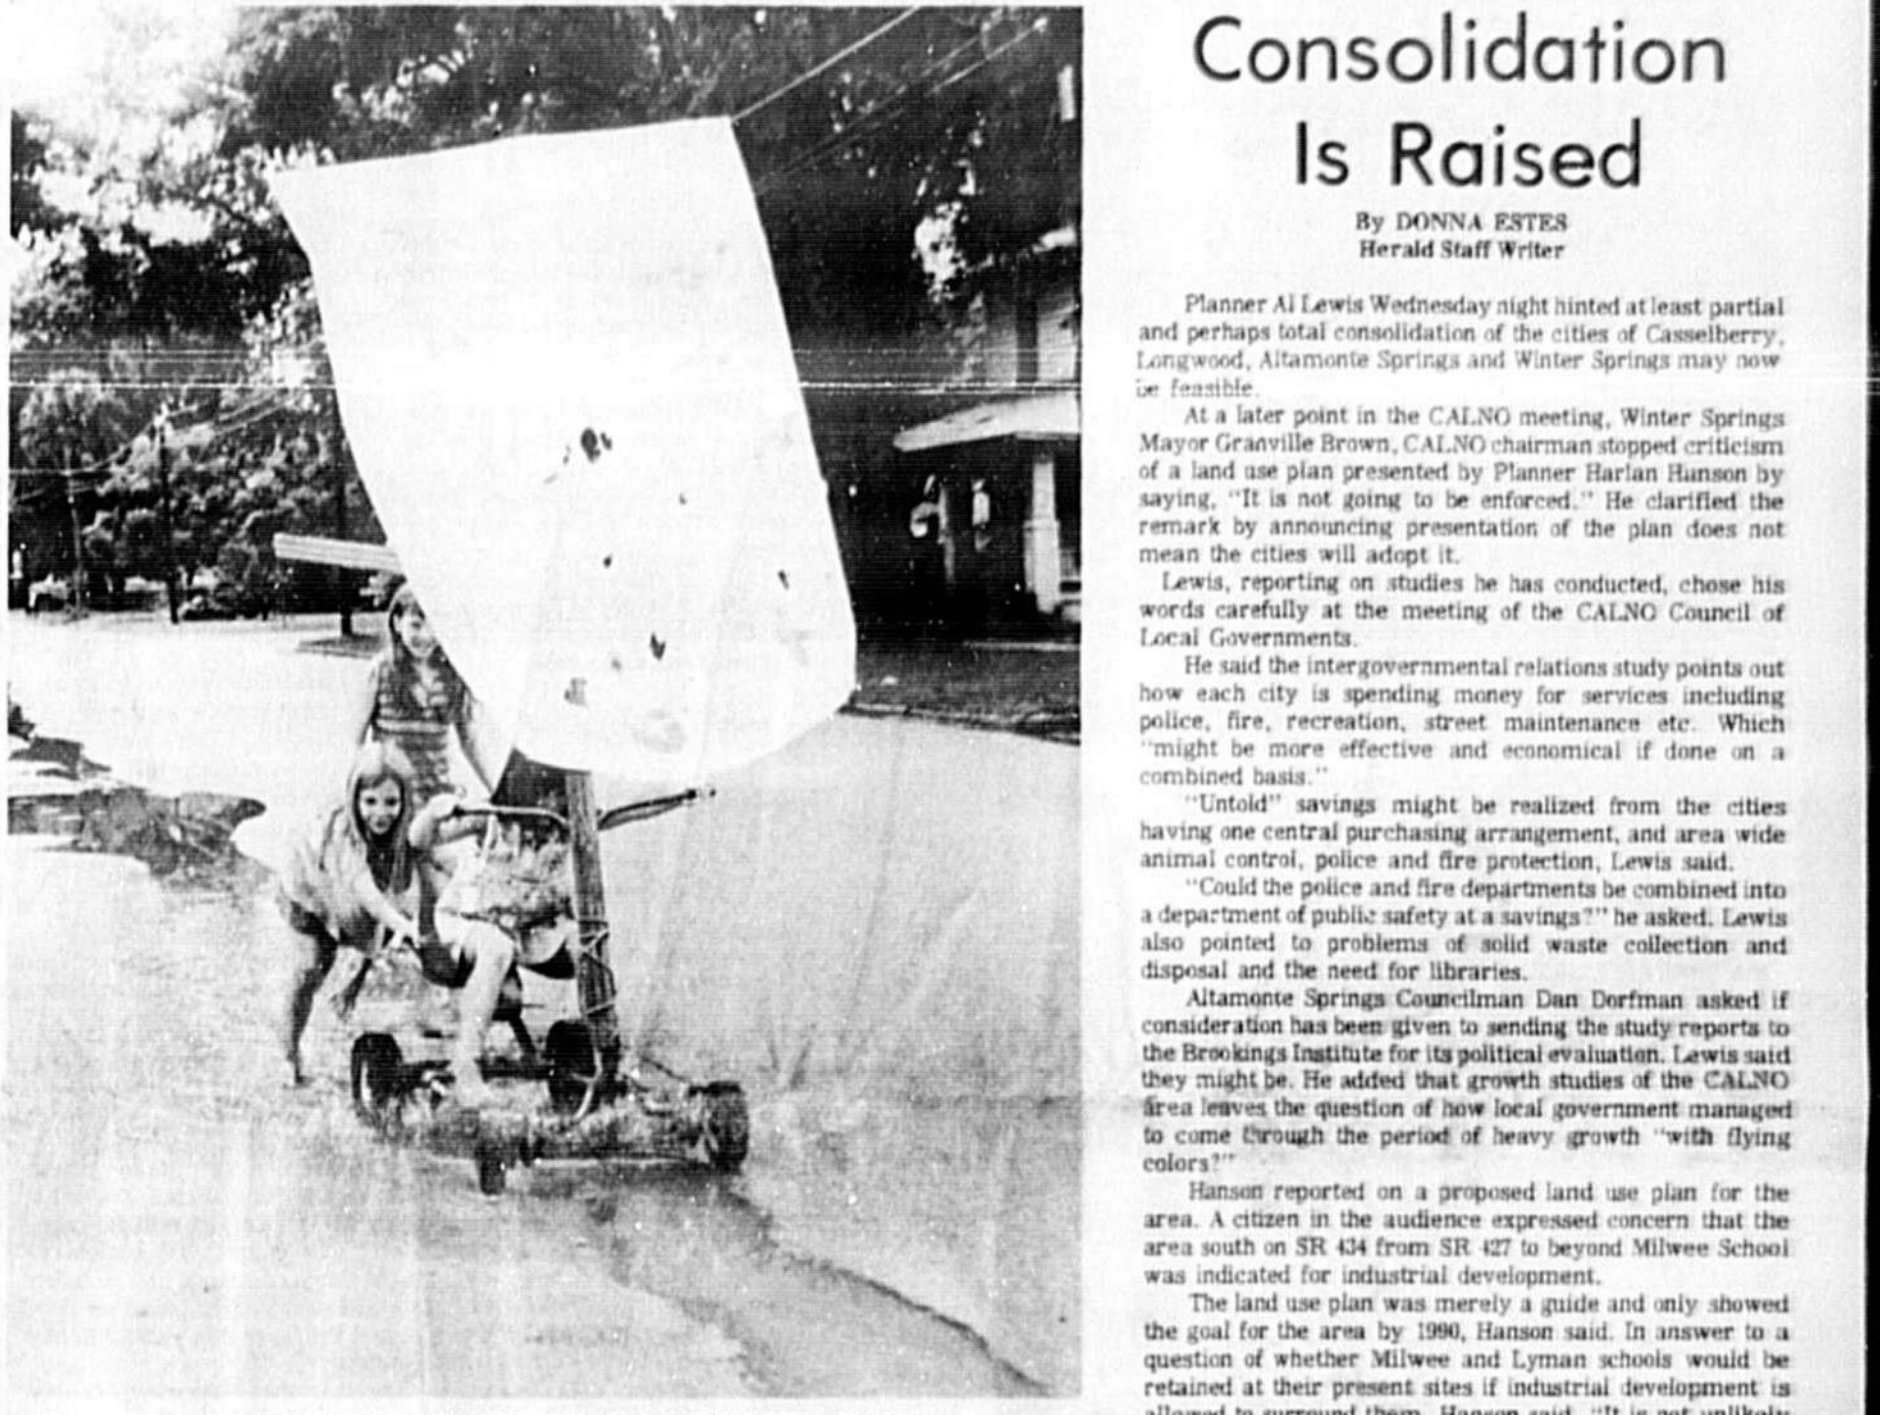 Consolidation
Is Raised
By DONNA ESTES
Herald Staff Writer
Planner Al Lewis Wednesday night hinted at least partial
and perhaps total consolidation of the cities of Casselberry,
Longwood, Altamonte Springs and Winter Springs may now
be feasible.
At a later point in the CALNO meeting, Winter Springs
Mayor Granville Brown, CALNO chairman stopped criticism
of a land use plan presented by Planner Harlan Hanson by
saying, "It is not going to be enforced." He clarified the
remark by announcing presentation of the plan does not
mean the cities will adopt it.
Lewis, reporting on studies he has conducted, chose his
words carefully at the meeting of the CALNO Council of
Local Governments.
He said the intergovernmental relations study points out
how each city is spending money for services including
police, fire, recreation, street maintenance etc. Which
"might be more effective and economical if done on a
combined basis."
"Untold" savings might be realized from the cities
having one central purchasing arrangement, and area wide
animal control, police and fire protection, Lewis said.
"Could the police and fire departments be combined into
a department of public safety at a savings?" he asked. Lewis
also pointed to problems of solid waste collection and
disposal and the need for libraries.
Altamonte Springs Councilman Dan Dorfman asked if
consideration has been given to sending the study reports to
the Brookings Institute for its political evaluation. Lewis said
they might be. He added that growth studies of the CALNO
area leaves the question of how local government managed
to come through the period of heavy growth "with flying
colors?"
Hanson reported on a proposed land use plan for the
area. A citizen in the audience expressed concern that the
area south on SR 434 from SR 427 to beyond Milwee School
was indicated for industrial development.
The land use plan was merely a guide and only showed
the goal for the area by 1990, Hanson said. In answer to a
question of whether Milwee and Lyman schools would be
retained at their present sites if industrial development is
allowed to surround them, Hanson said, "It is not unlikely